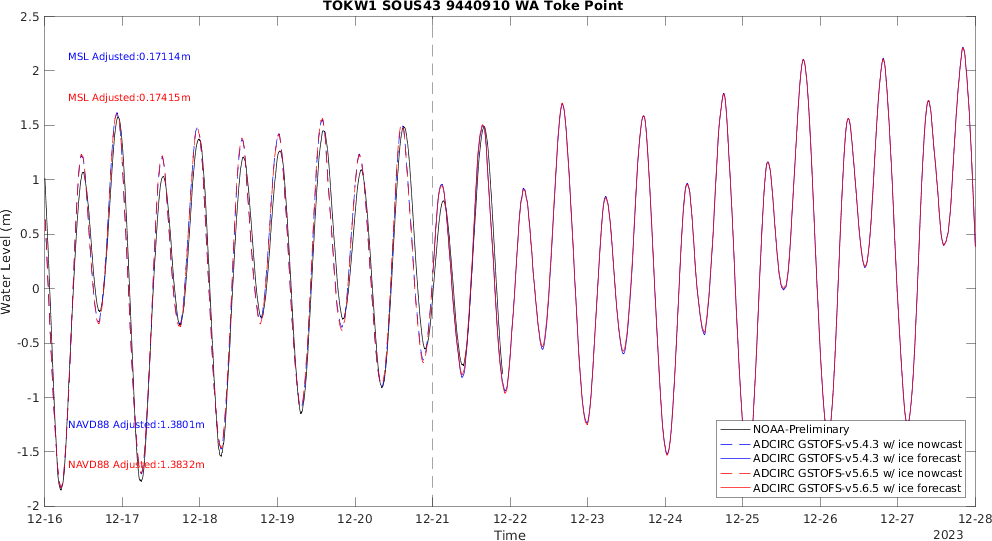 TOKW1 SOUS43 9440910 WA Toke Point
2.5
2
1.5
1
0.5
0
-0.5
-1
-1.5
-2
Water Level (m)
MSL Adjusted:0.17114m
MSL Adjusted:0.17415m
NAVD88 Adjusted:1.3801m
NAVD88 Adjusted:1.3832m
NOAA-Preliminary
ADCIRC GSTOFS-v5.4.3 w/ ice nowcast
ADCIRC GSTOFS-v5.4.3 w/ ice forecast
ADCIRC GSTOFS-v5.6.5 w/ ice nowcast
ADCIRC GSTOFS-v5.6.5 w/ ice forecast
12-16 12-17 12-18 12-19 12-20 12-21 12-22 12-23 12-24 12-25 12-26 12-27 12-28
Time
2023